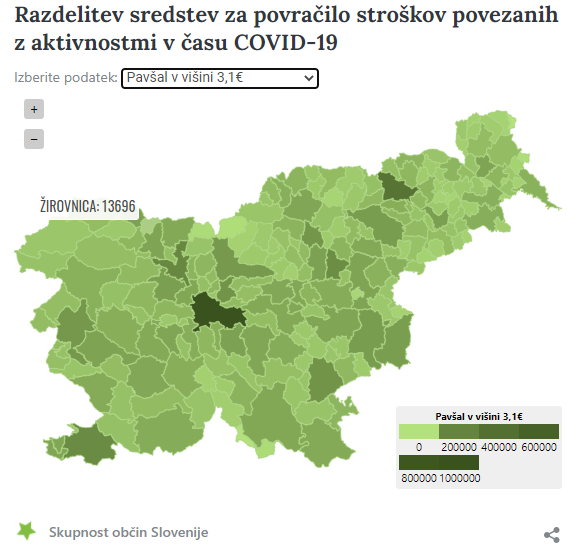 Razdelitev sredstev za povračilo stroškov povezanih
z aktivnostmi v času COVID-19
Izberite podatek: Pavšal v višini 3,1€
+
−
ŽIROVNICA: 13696
Pavšal v višini 3,1€
0 200000 400000 600000
800000 1000000
Skupnost občin Slovenije